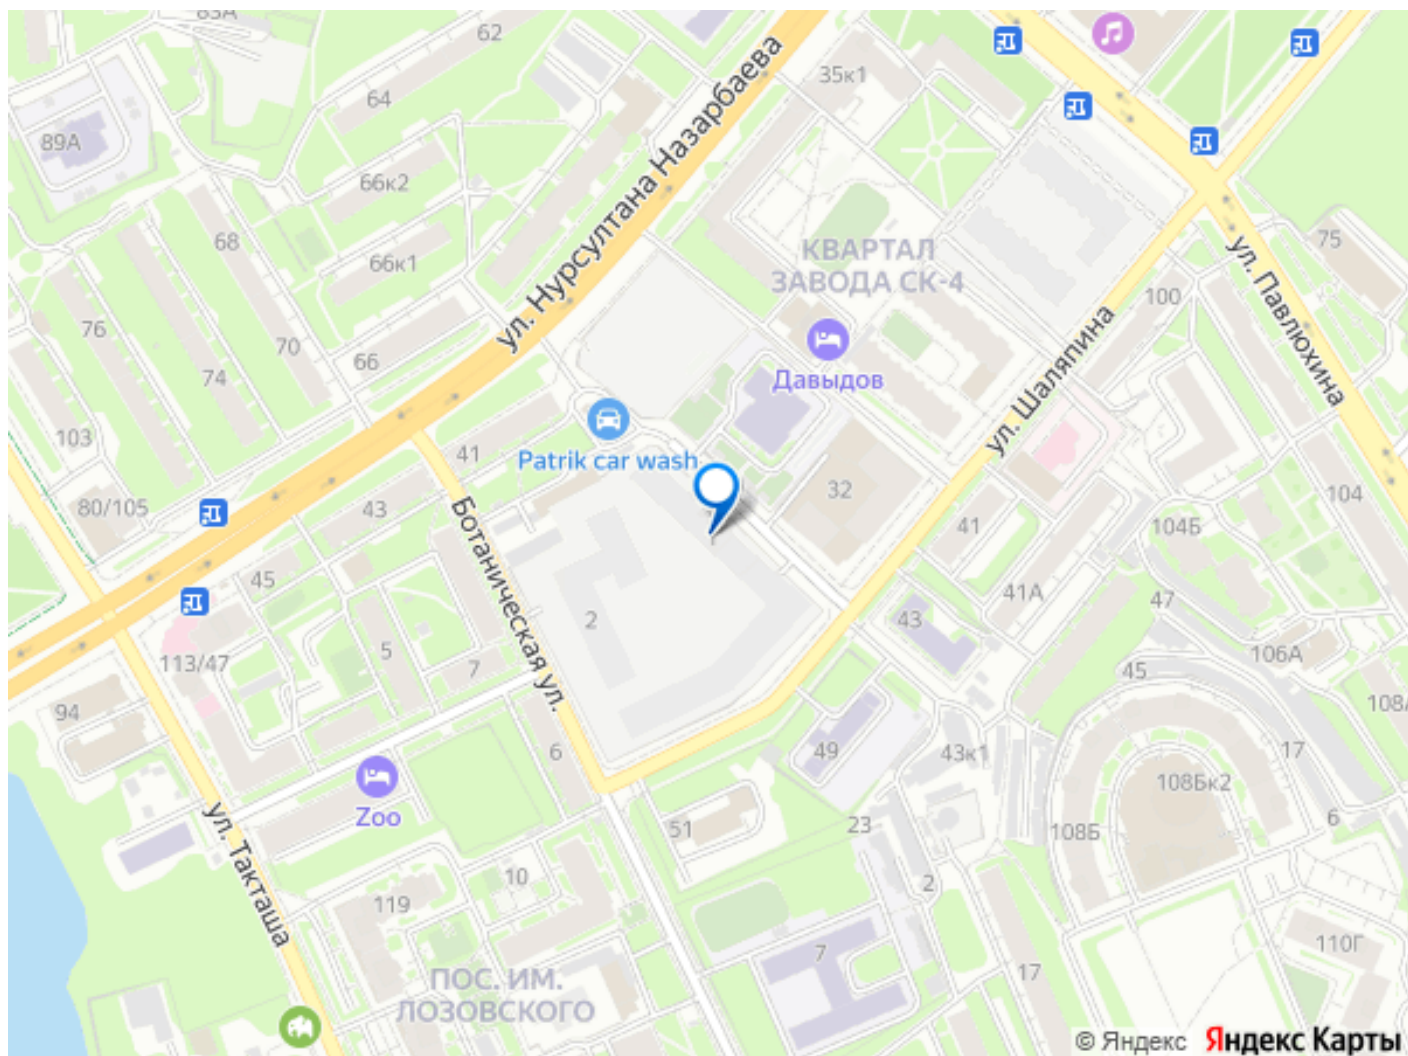 83А
62
35к1
64
89А
66к2
ул. Нурсултана Назарбаева
68
66к1
КВАРТАЛ
ЗАВОДА СК-4
75
ул. Павлюхина
100
76
70
66
74
Давыдов
ул. Шаляпина
103
41
Patrik car wash
80/105
43
32
104
Ботаническая ул.
41
104Б
45
2
41А
47
43
113/47
5
7
45
106А
94
108А
6
49
43к1
17
108Бк2
Zoo
51
23
108Б
6
ул. Такташа
10
2
119
7
17
110Г
ПОС. ИМ.
ЛОЗОВСКОГО
© Яндекс Яндекс Карты